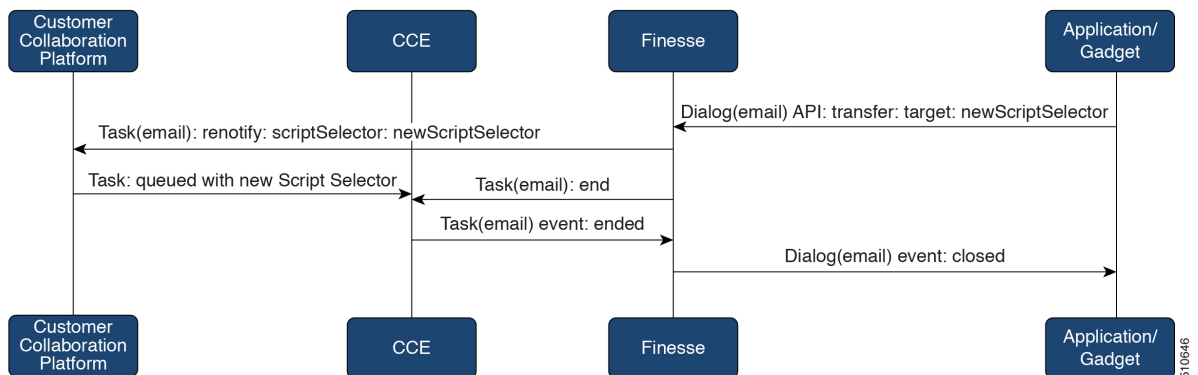 Customer
Collaboration
Platform
CCE
Finesse
Application/
Gadget
Dialog(email) API: transfer: target: newScriptSelector
Task(email): renotify: scriptSelector: newScriptSelector
Task: queued with new Script Selector
Task(email): end
Task(email) event: ended
Dialog(email) event: closed
Customer
Collaboration
Platform
CCE
Finesse
Application/
Gadget
510646